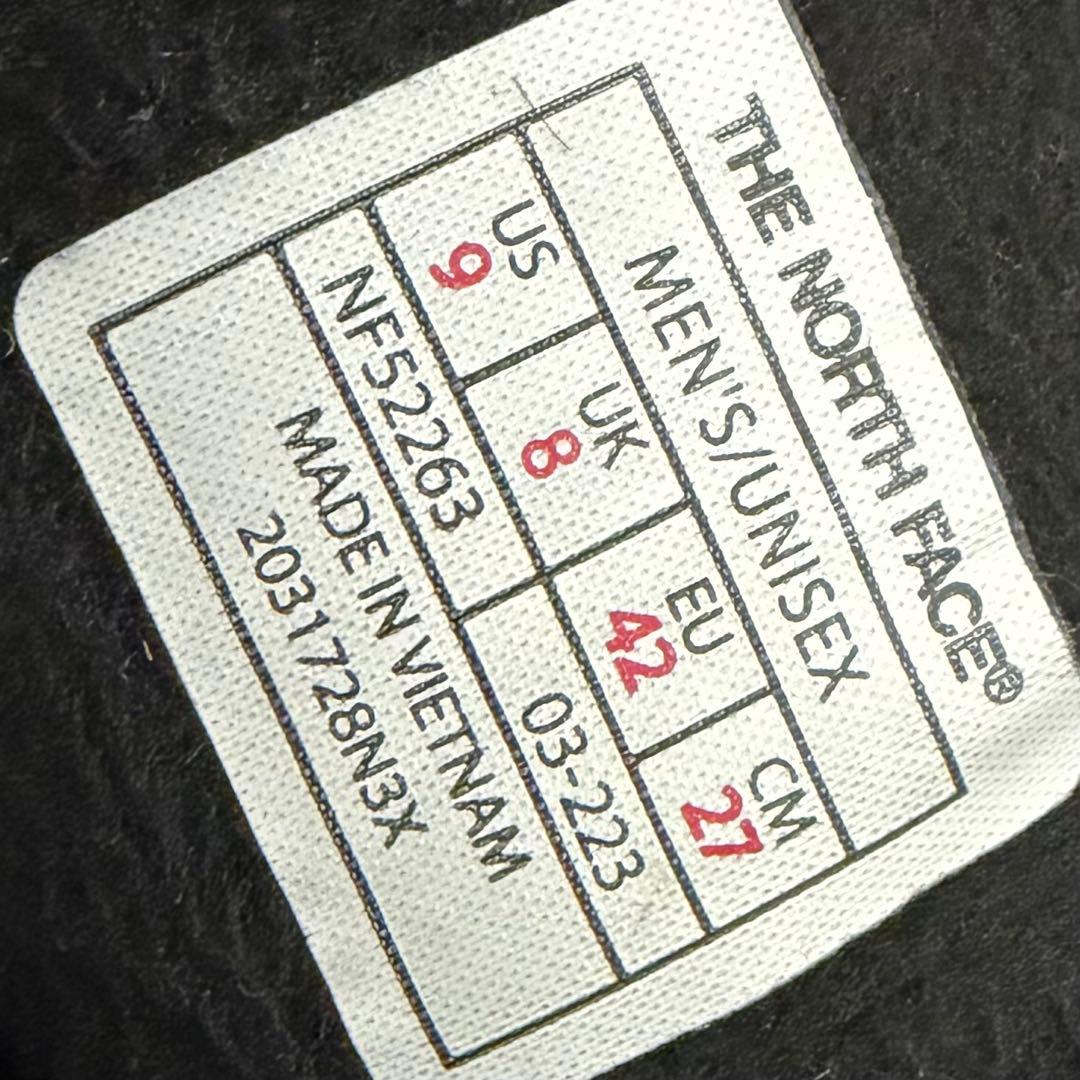 THE NORTH FACE®
MEN'S/UNISEX
US UK EU CM
9 8 42 27
NF52263 03-223
MADE IN VIETNAM
2031728N3X